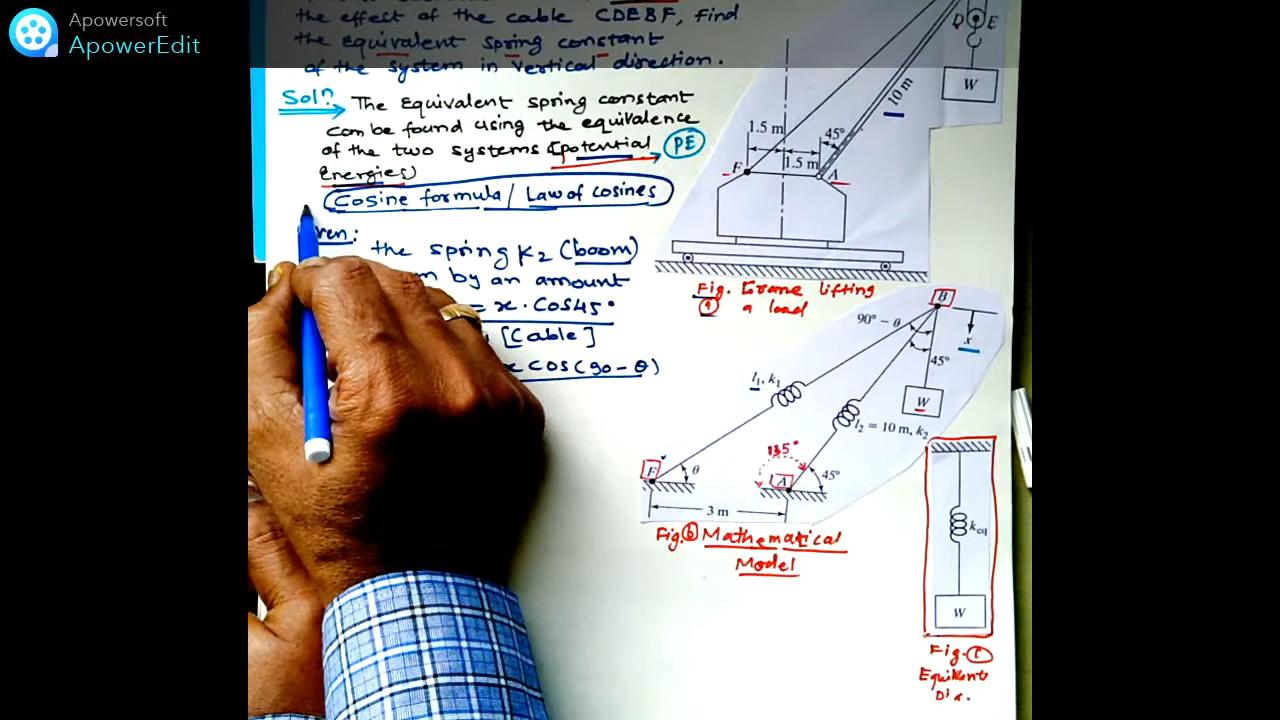 Apowersoft
ApowerEdit
the effect of the cable CDEBF, find
the equivalent spring constant
of the system in vertical direction.
Solⁿ → The Equivalent spring constant
can be found using the equivalence
of the two systems (potential PE
Energies)
Cosine formula / Law of cosines
the spring K2 (boom)
by an amount
= x · Cos45°
[Cable]
x cos(90 - θ)
D E
W
10 m
1.5 m
45°
1.5 m
F
A
Fig. Crane lifting
a a load
B
90° − θ
x
45°
l1, k1
W
l2 = 10 m, k2
135°
F
θ
A
45°
3 m
Fig. b Mathematical
Model
keq
W
Fig. c
Dia.